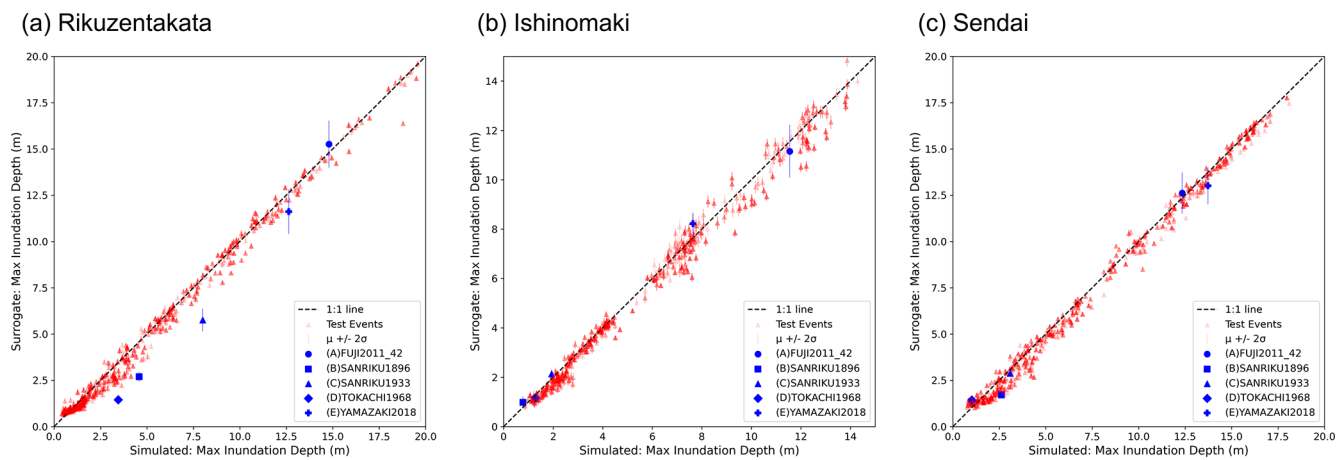 (a) Rikuzentakata
(b) Ishinomaki
(c) Sendai
Surrogate: Max Inundation Depth (m)
20.0
17.5
15.0
12.5
10.0
7.5
5.0
2.5
0.0
0.0 2.5 5.0 7.5 10.0 12.5 15.0 17.5 20.0
Simulated: Max Inundation Depth (m)
1:1 line
Test Events
μ +/- 2σ
(A)FUJI2011_42
(B)SANRIKU1896
(C)SANRIKU1933
(D)TOKACHI1968
(E)YAMAZAKI2018
Surrogate: Max Inundation Depth (m)
14
12
10
8
6
4
2
0
0 2 4 6 8 10 12 14
Simulated: Max Inundation Depth (m)
1:1 line
Test Events
μ +/- 2σ
(A)FUJI2011_42
(B)SANRIKU1896
(C)SANRIKU1933
(D)TOKACHI1968
(E)YAMAZAKI2018
Surrogate: Max Inundation Depth (m)
20.0
17.5
15.0
12.5
10.0
7.5
5.0
2.5
0.0
0.0 2.5 5.0 7.5 10.0 12.5 15.0 17.5 20.0
Simulated: Max Inundation Depth (m)
1:1 line
Test Events
μ +/- 2σ
(A)FUJI2011_42
(B)SANRIKU1896
(C)SANRIKU1933
(D)TOKACHI1968
(E)YAMAZAKI2018